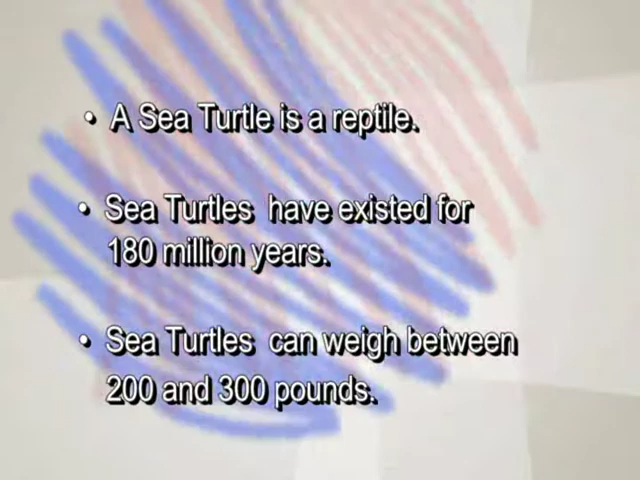 • A Sea Turtle is a reptile.
• Sea Turtles have existed for
180 million years.
• Sea Turtles can weigh between
200 and 300 pounds.